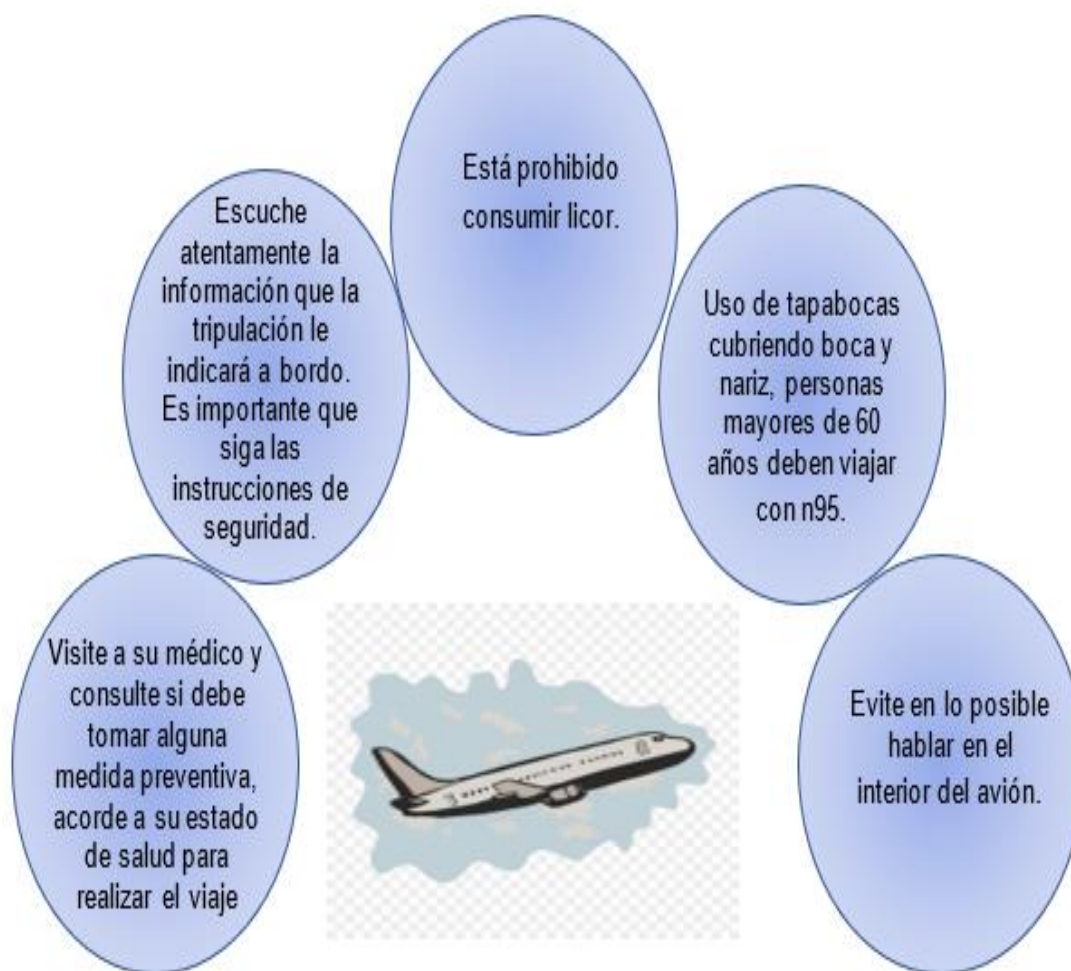 Visite a su médico y
consulte si debe
tomar alguna
medida preventiva,
acorde a su estado
de salud para
realizar el viaje
Escuche
atentamente la
información que la
tripulación le
indicará a bordo.
Es importante que
siga las
instrucciones de
seguridad.
Está prohibido
consumir licor.
Uso de tapabocas
cubriendo boca y
nariz, personas
mayores de 60
años deben viajar
con n95.
Evite en lo posible
hablar en el
interior del avión.